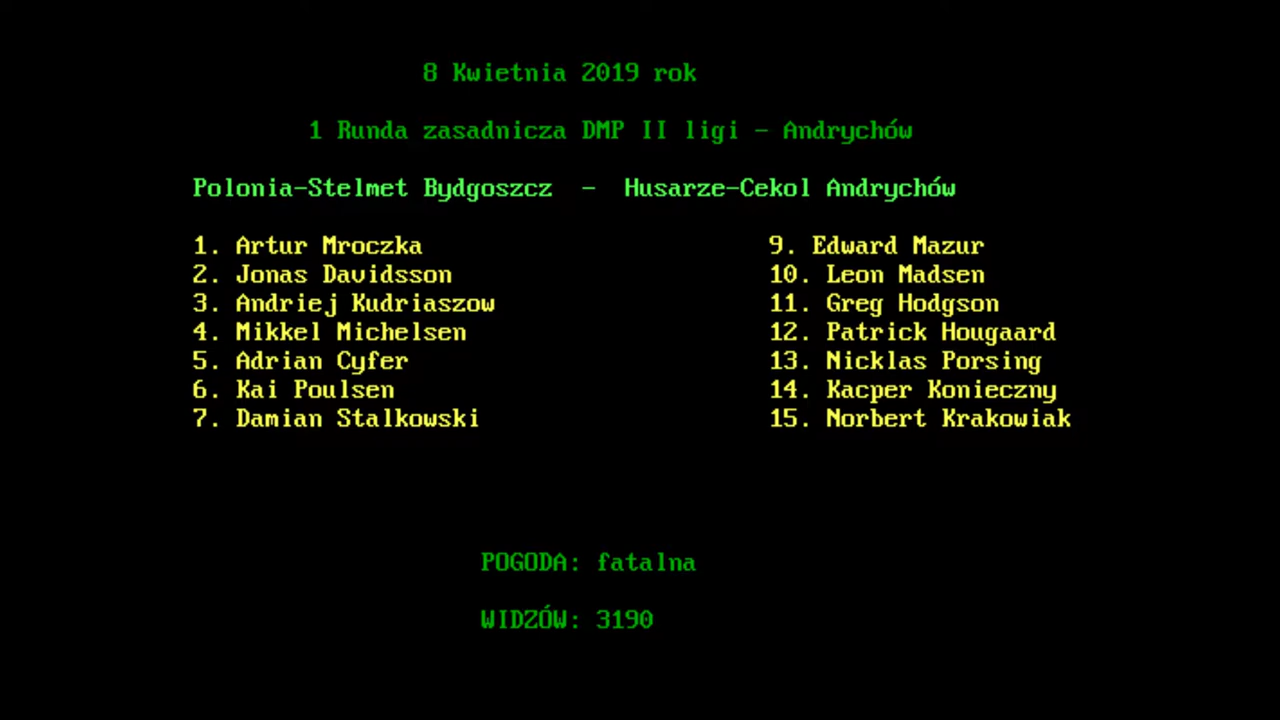 8 Kwietnia 2019 rok
1 Runda zasadnicza DMP II ligi - Andrychów
Polonia-Stelmet Bydgoszcz - Husarze-Cekol Andrychów
1. Artur Mroczka 9. Edward Mazur
2. Jonas Davidsson 10. Leon Madsen
3. Andriej Kudriaszow 11. Greg Hodgson
4. Mikkel Michelsen 12. Patrick Hougaard
5. Adrian Cyfer 13. Nicklas Porsing
6. Kai Poulsen 14. Kacper Konieczny
7. Damian Stalkowski 15. Norbert Krakowiak
POGODA: fatalna
WIDZÓW: 3190